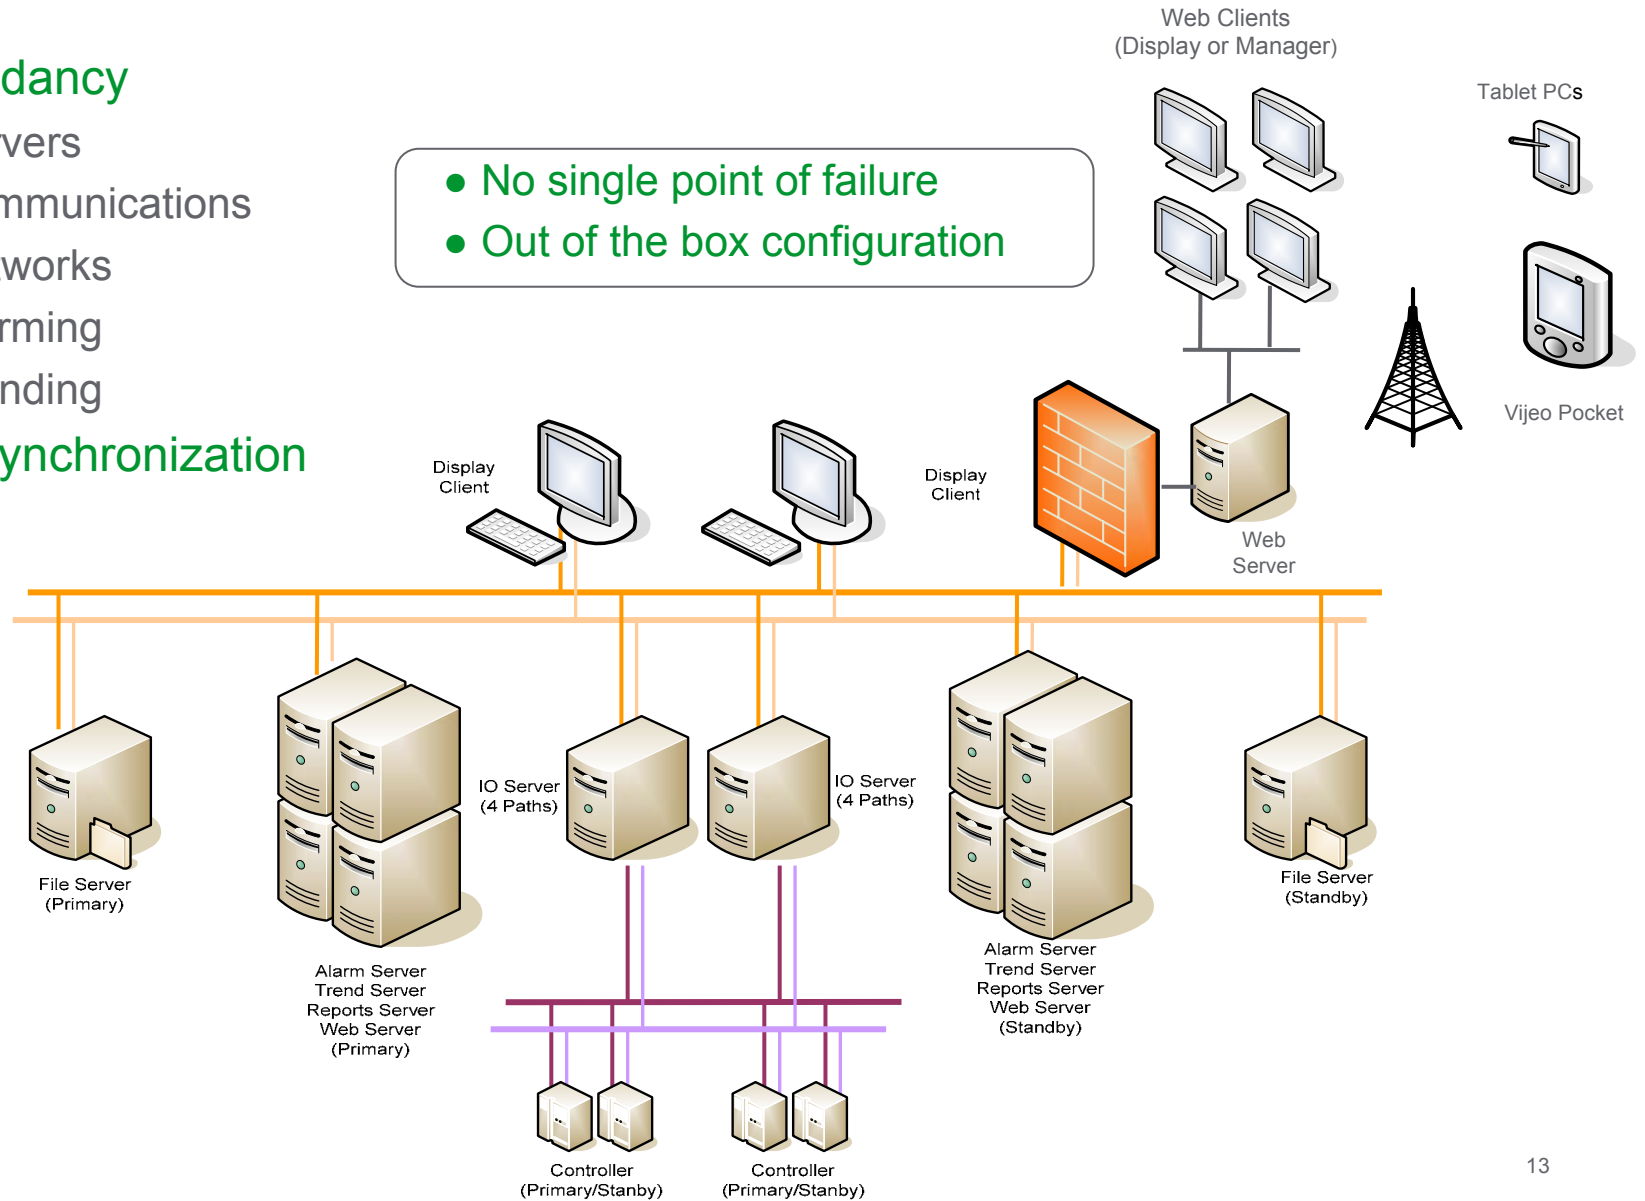 dancy
rvers
mmunications
tworks
rming
nding
ynchronization
● No single point of failure
● Out of the box configuration
Web Clients
(Display or Manager)
Tablet PCs
Vijeo Pocket
Display
Client
Display
Client
Web
Server
IO Server
(4 Paths)
IO Server
(4 Paths)
File Server
(Primary)
Alarm Server
Trend Server
Reports Server
Web Server
(Primary)
Alarm Server
Trend Server
Reports Server
Web Server
(Standby)
File Server
(Standby)
Controller
(Primary/Stanby)
Controller
(Primary/Stanby)
13